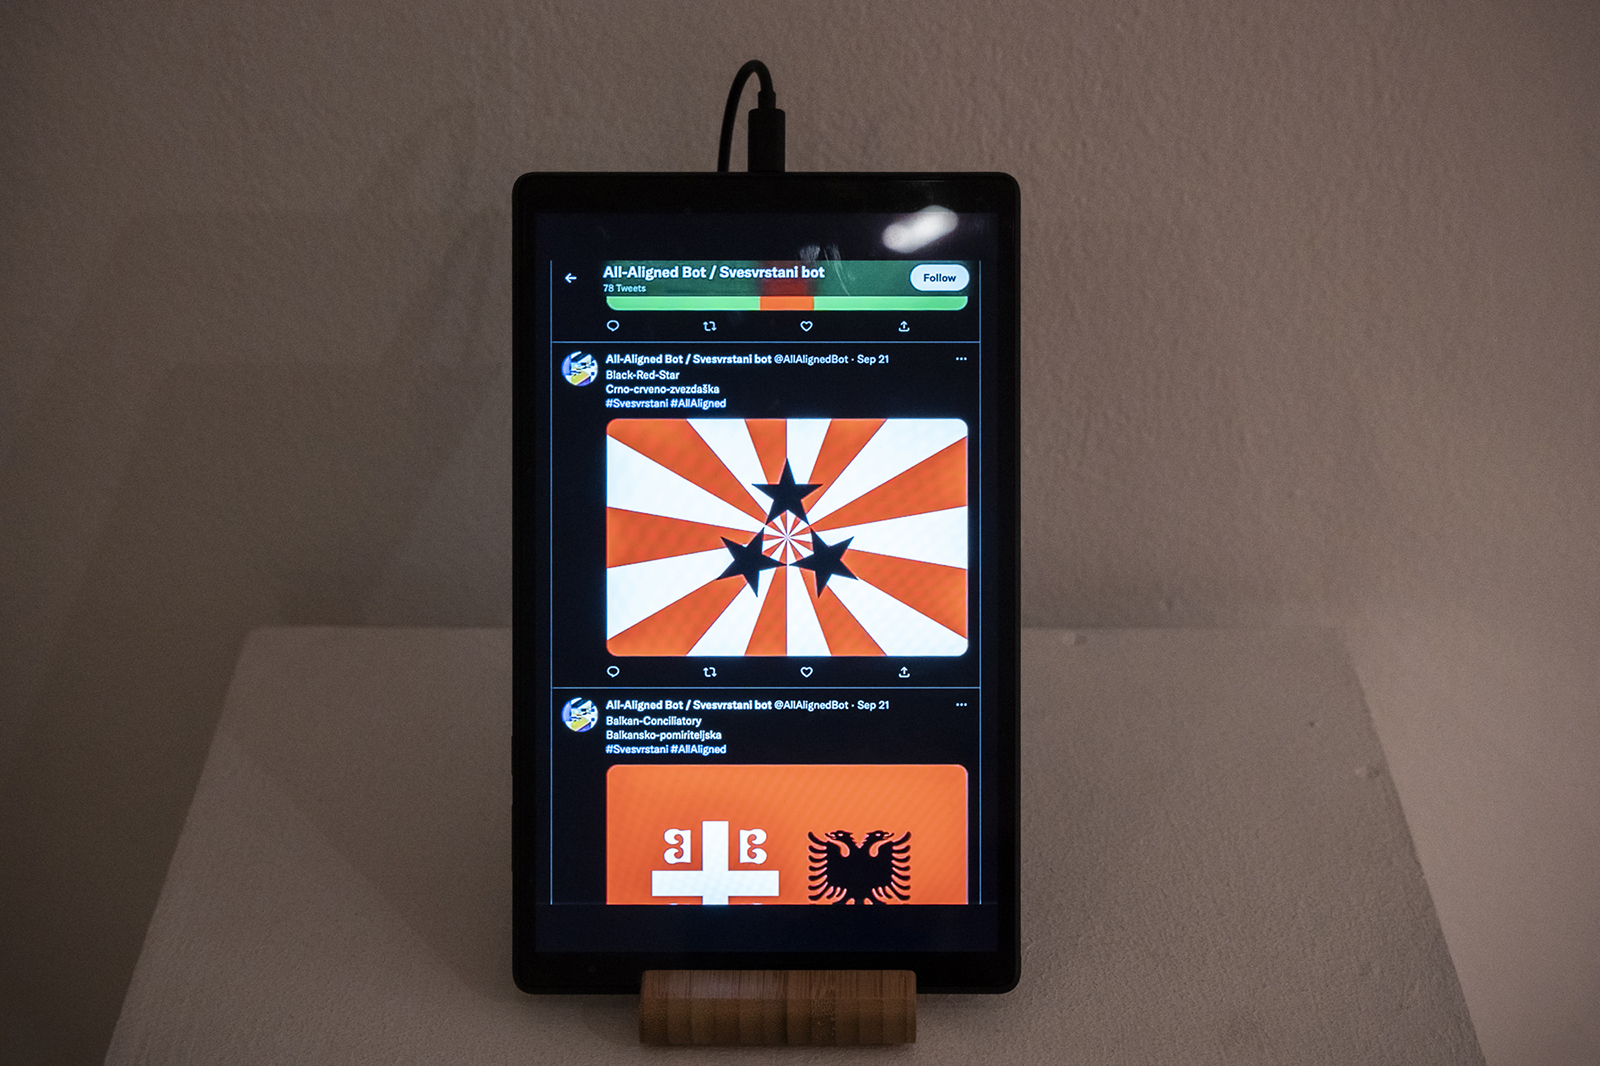 All-Aligned Bot / Svesvrstani bot
78 Tweets
Follow
All-Aligned Bot / Svesvrstani bot @AllAlignedBot · Sep 21
Black-Red-Star
Crno-crveno-zvezdaška
#Svesvrstani #AllAligned
All-Aligned Bot / Svesvrstani bot @AllAlignedBot · Sep 21
Balkan-Conciliatory
Balkansko-pomiriteljska
#Svesvrstani #AllAligned